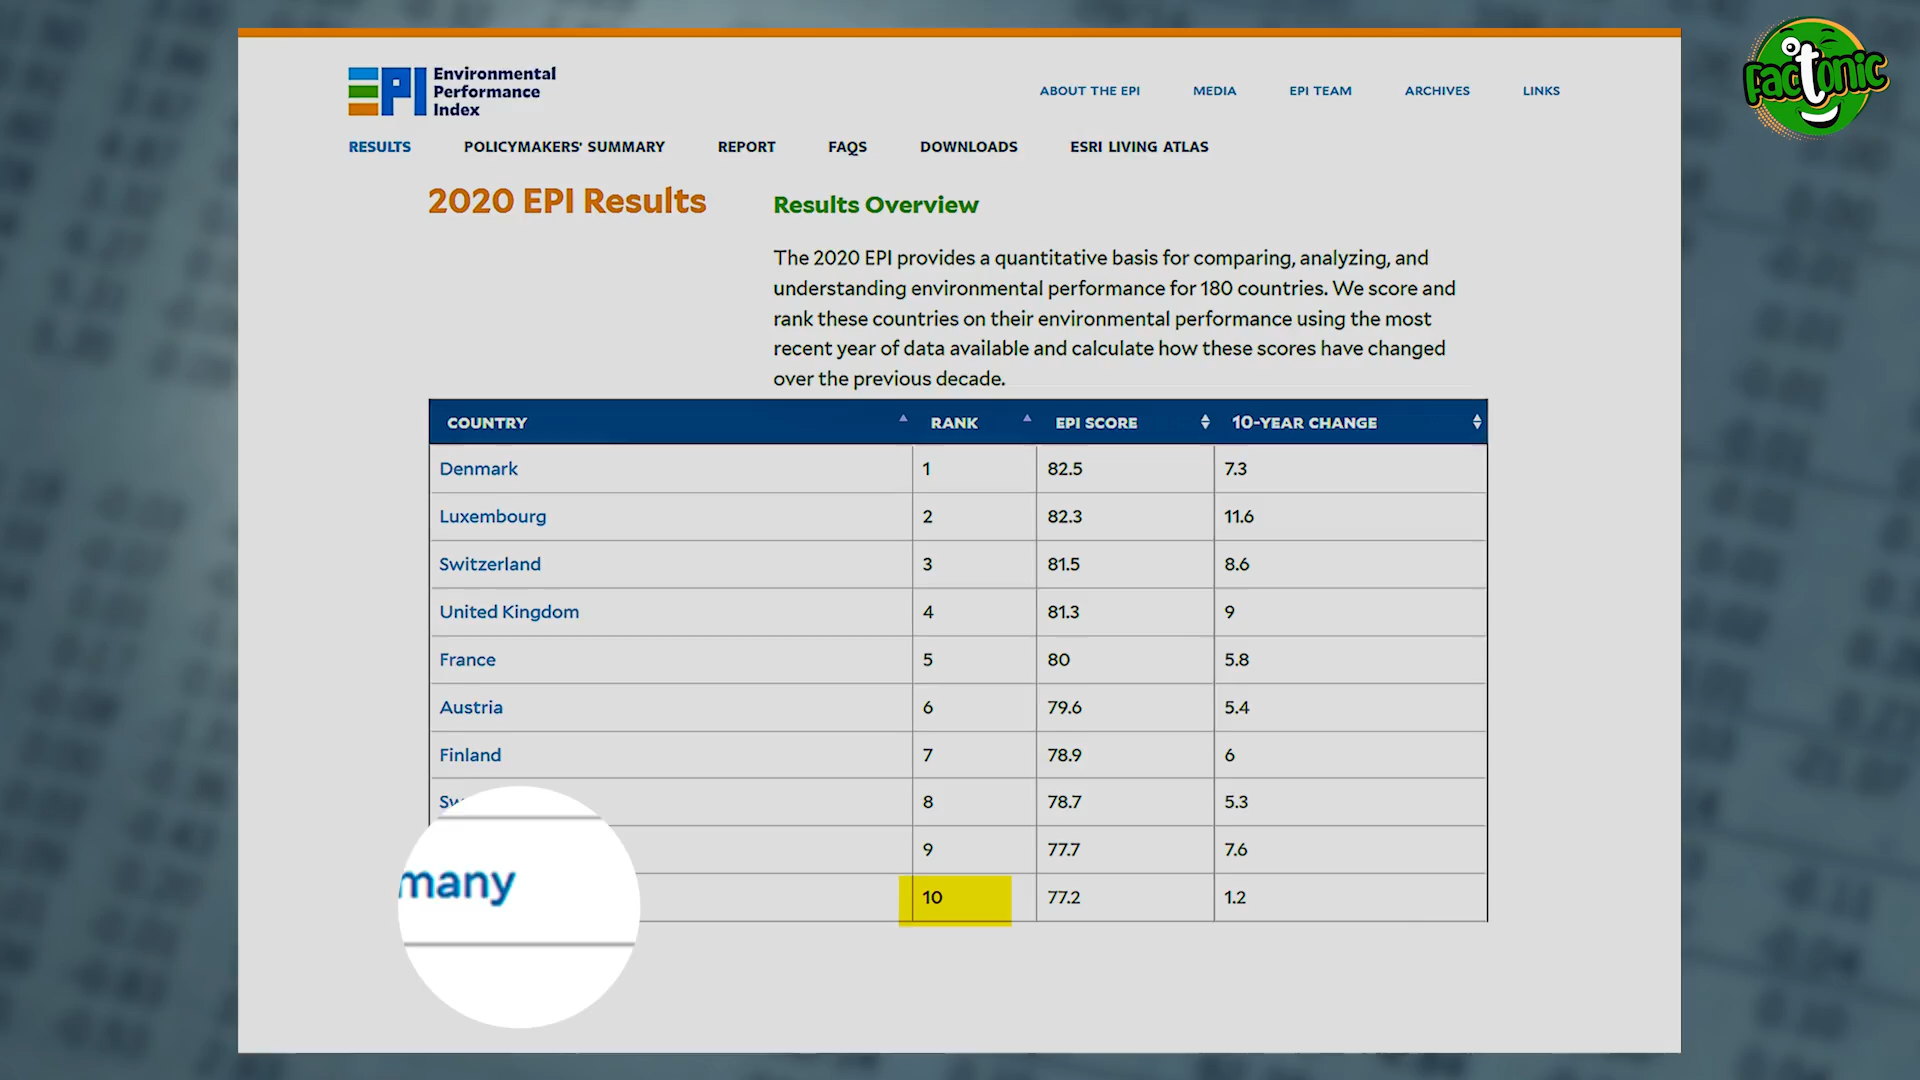 factonic
EPI Environmental
Performance
Index
ABOUT THE EPI MEDIA EPI TEAM ARCHIVES LINKS
RESULTS POLICYMAKERS' SUMMARY REPORT FAQS DOWNLOADS ESRI LIVING ATLAS
2020 EPI Results
Results Overview
The 2020 EPI provides a quantitative basis for comparing, analyzing, and
understanding environmental performance for 180 countries. We score and
rank these countries on their environmental performance using the most
recent year of data available and calculate how these scores have changed
over the previous decade.
COUNTRY RANK EPI SCORE 10-YEAR CHANGE
Denmark 1 82.5 7.3
Luxembourg 2 82.3 11.6
Switzerland 3 81.5 8.6
United Kingdom 4 81.3 9
France 5 80 5.8
Austria 6 79.6 5.4
Finland 7 78.9 6
Sw 8 78.7 5.3
9 77.7 7.6
many 10 77.2 1.2